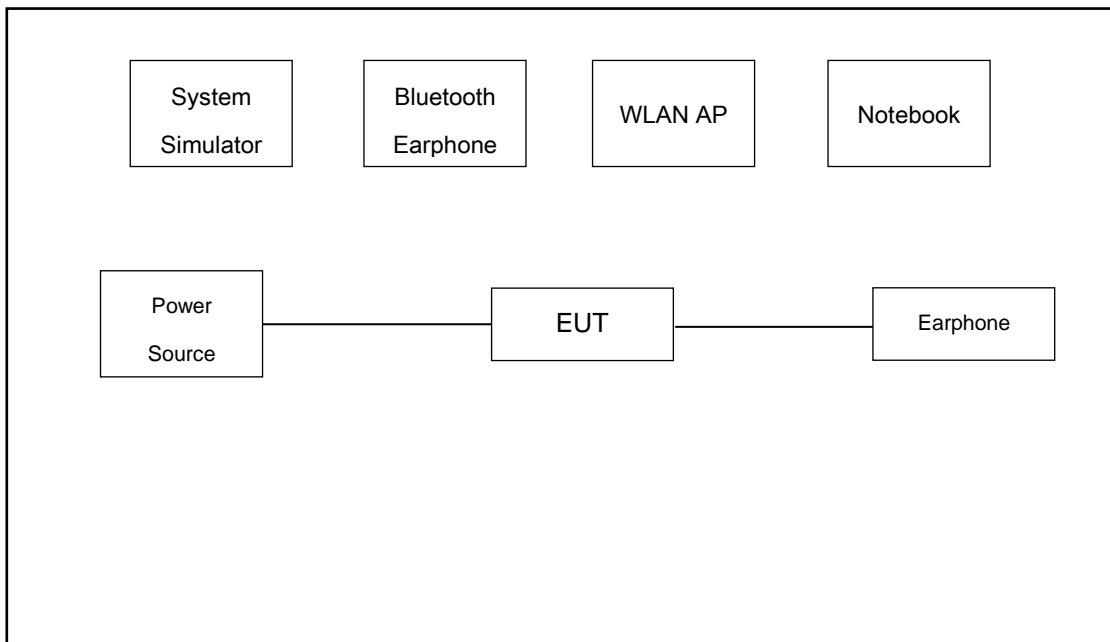 System
Simulator
Bluetooth
Earphone
WLAN AP
Notebook
Power
Source
EUT
Earphone